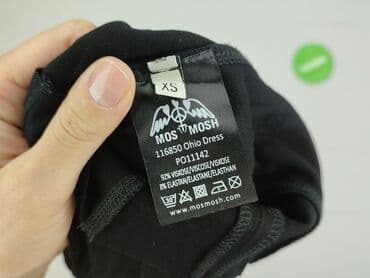 XS
MOS MOSH
116850 Ohio Dress
PO11142
92% VISKOSE/VISCOSE/VISKOSE
8% ELASTAN/ELASTANE/ELASTHAN
www.mosmosh.com